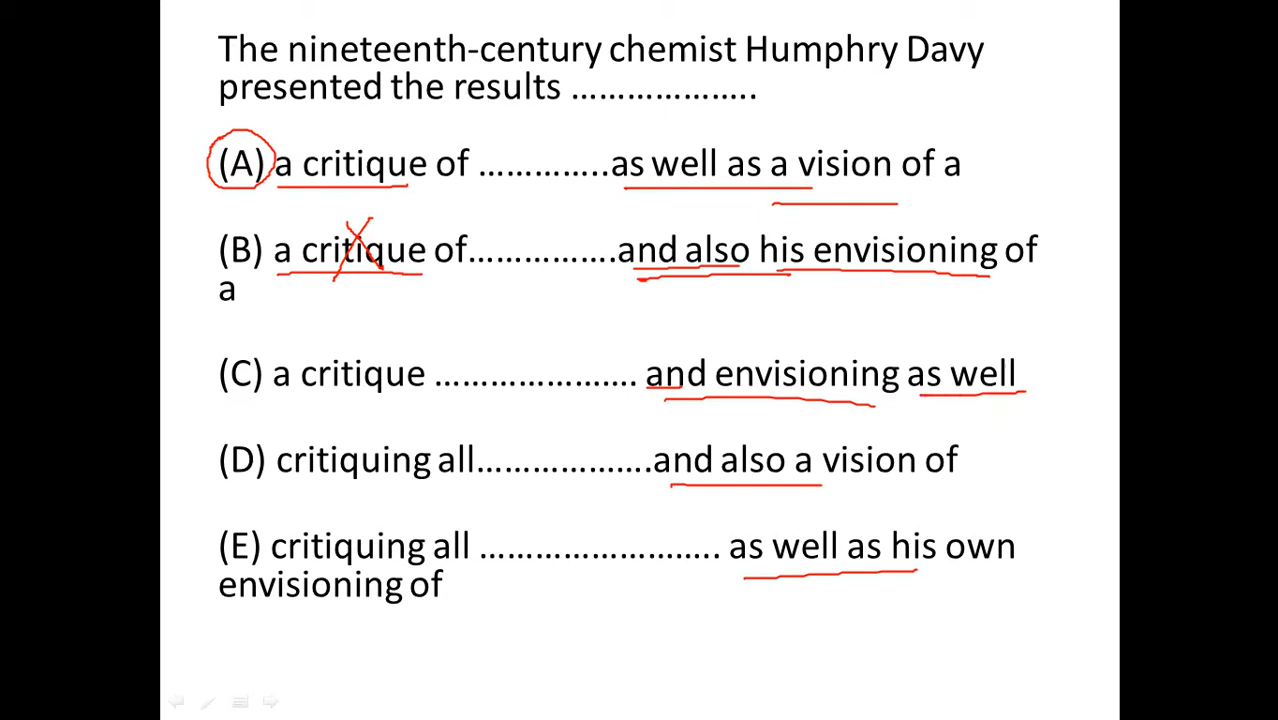 The nineteenth-century chemist Humphry Davy
presented the results ………………..
(A) a critique of …………..as well as a vision of a
(B) a critique of…………….and also his envisioning of
a
(C) a critique …………………. and envisioning as well
(D) critiquing all……………….and also a vision of
(E) critiquing all ……………………. as well as his own
envisioning of